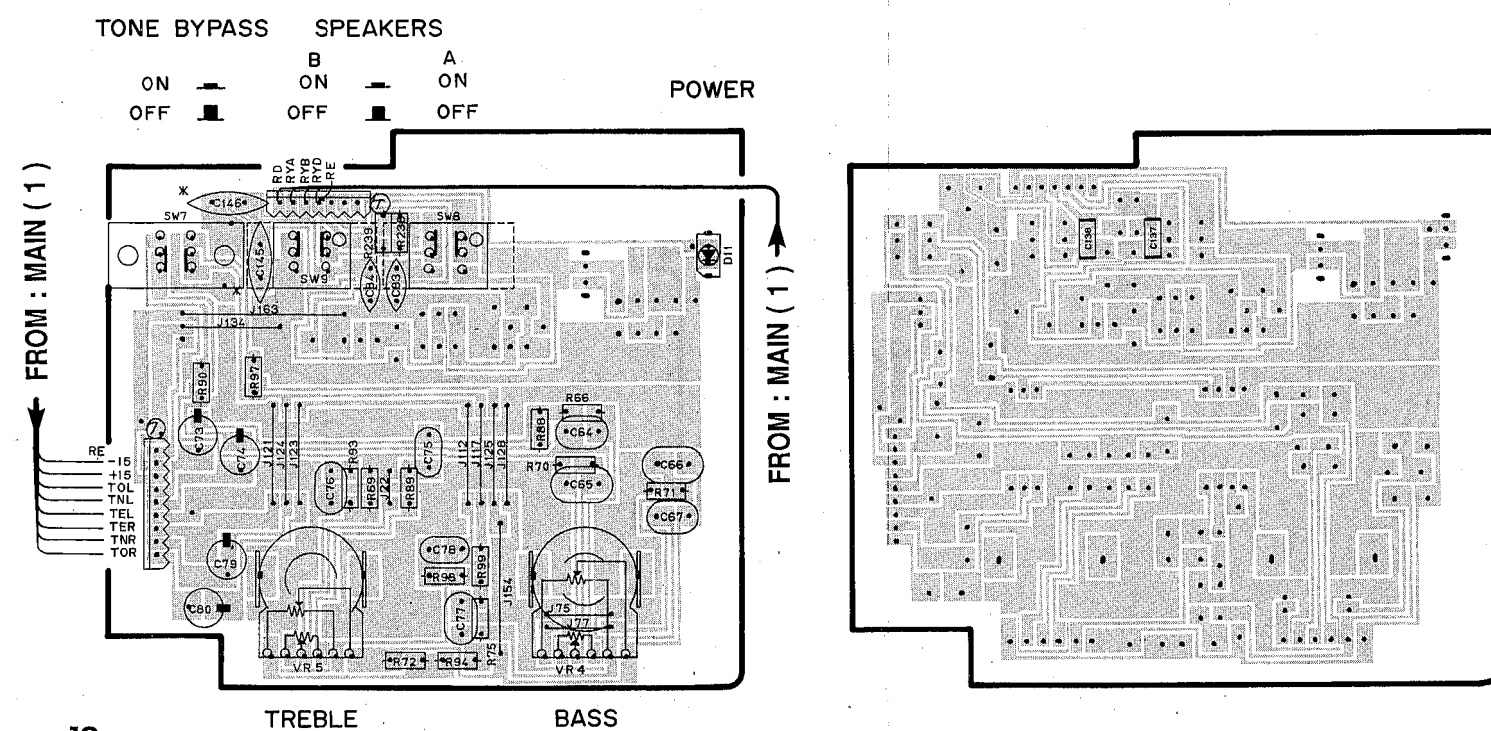 TONE BYPASS SPEAKERS
B A
ON ON ON
OFF OFF OFF
POWER
FROM : MAIN ( 1 )
RD
RYA
RYB
RYD
RE
*
C146
SW7
C145
SW9
R239
C84
C83
SW8
D11
J163
J134
R90
R97
C73
C74
J121
J124
J123
C76
R93
R69
J22
R89
C75
J112
J117
J125
J128
R88
R66
C64
R70
C65
C66
R71
C67
FROM : MAIN ( 1 )
RE
-15
+15
TOL
TNL
TEL
TER
TNR
TOR
C79
C80
C78
R98
R99
J154
C77
R75
R72
R94
J75
J77
VR5
VR4
TREBLE BASS
C138
C137